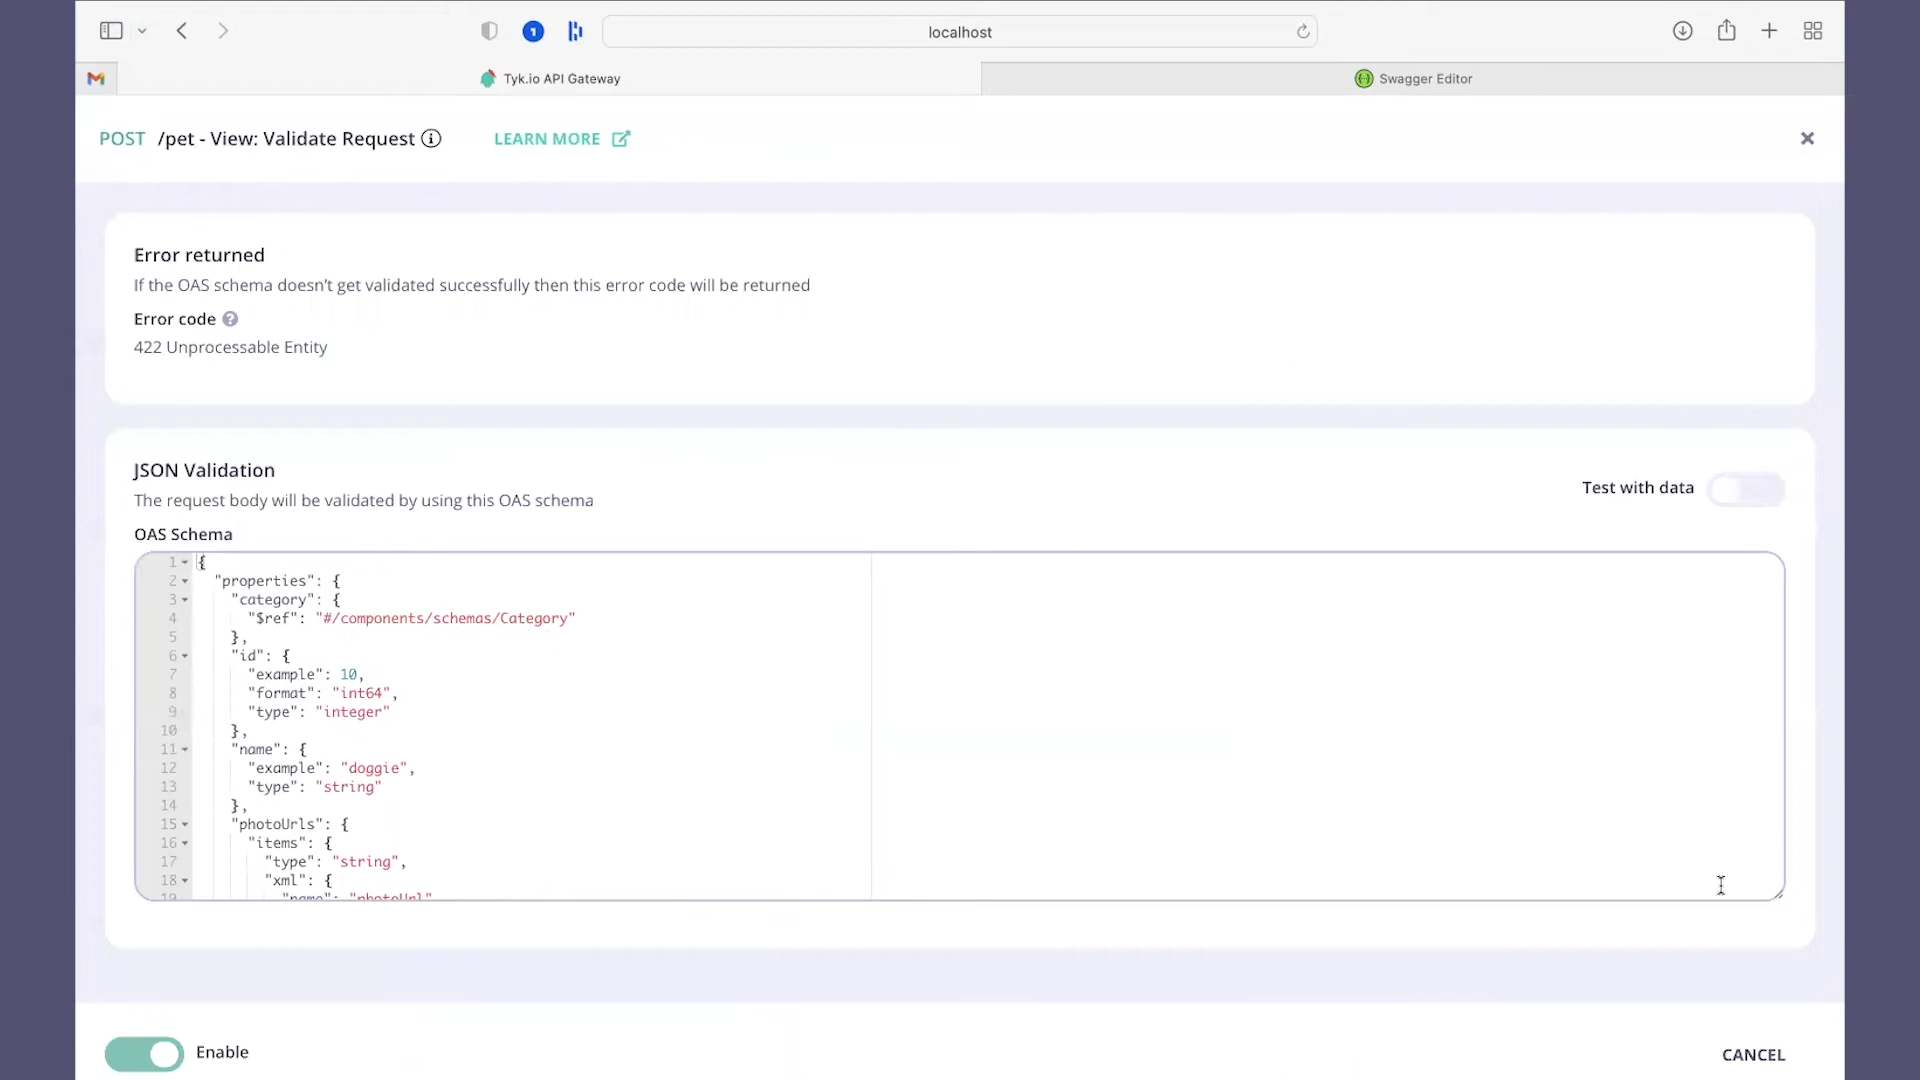 localhost
Tyk.io API Gateway
Swagger Editor
POST /pet - View: Validate Request
LEARN MORE
Error returned
If the OAS schema doesn't get validated successfully then this error code will be returned
Error code
422 Unprocessable Entity
JSON Validation
The request body will be validated by using this OAS schema
Test with data
OAS Schema
1 {
2 "properties": {
3 "category": {
4 "$ref": "#/components/schemas/Category"
5 },
6 "id": {
7 "example": 10,
8 "format": "int64",
9 "type": "integer"
10 },
11 "name": {
12 "example": "doggie",
13 "type": "string"
14 },
15 "photoUrls": {
16 "items": {
17 "type": "string",
18 "xml": {
19 "name": "photoUrl"
Enable
CANCEL